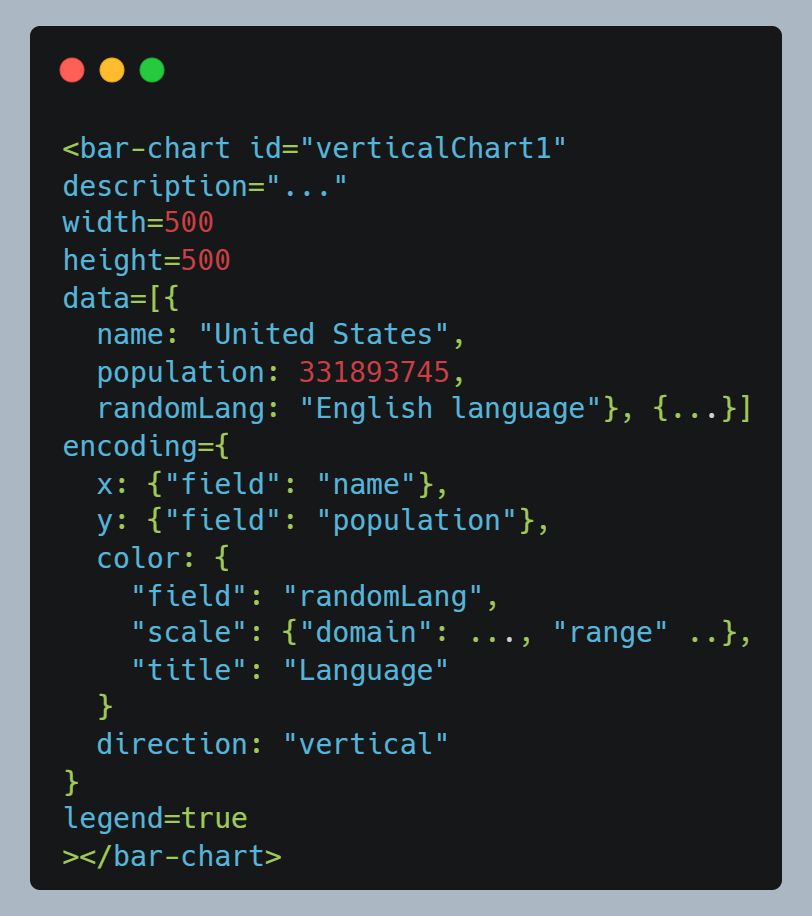 <bar-chart id="verticalChart1"
description="..."
width=500
height=500
data=[{
  name: "United States",
  population: 331893745,
  randomLang: "English language"}, {...}]
encoding={
  x: {"field": "name"},
  y: {"field": "population"},
  color: {
    "field": "randomLang",
    "scale": {"domain": ..., "range" ..},
    "title": "Language"
  }
  direction: "vertical"
}
legend=true
></bar-chart>